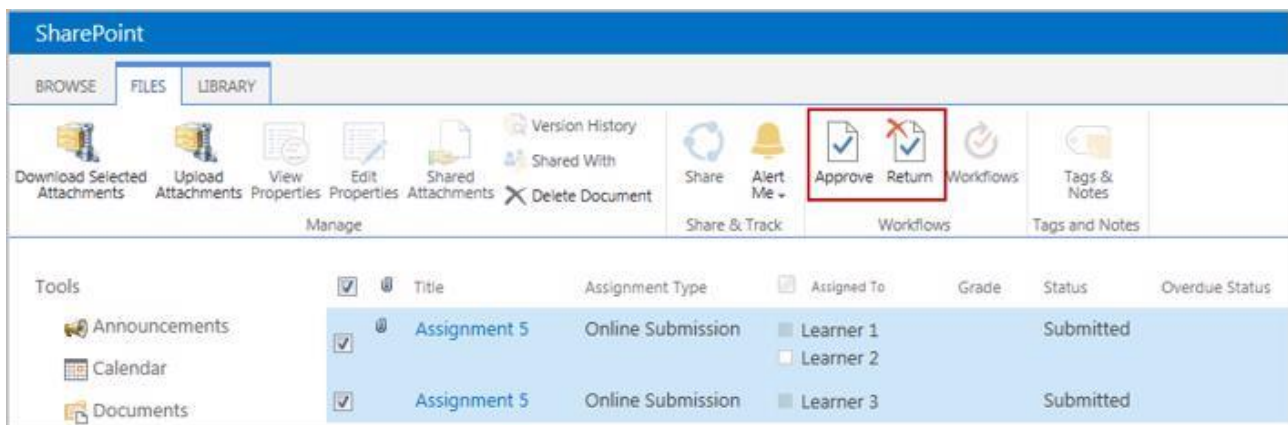 SharePoint
BROWSE FILES LIBRARY
Download Selected Attachments
Upload Attachments
View Properties
Edit Properties
Shared Attachments
Version History
Shared With
Delete Document
Manage
Share
Alert Me
Share & Track
Approve
Return
Workflows
Workflows
Tags & Notes
Tags and Notes
Tools
Announcements
Calendar
Documents
Title Assignment Type Assigned To Grade Status Overdue Status
Assignment 5 Online Submission Learner 1 Submitted
Learner 2
Assignment 5 Online Submission Learner 3 Submitted